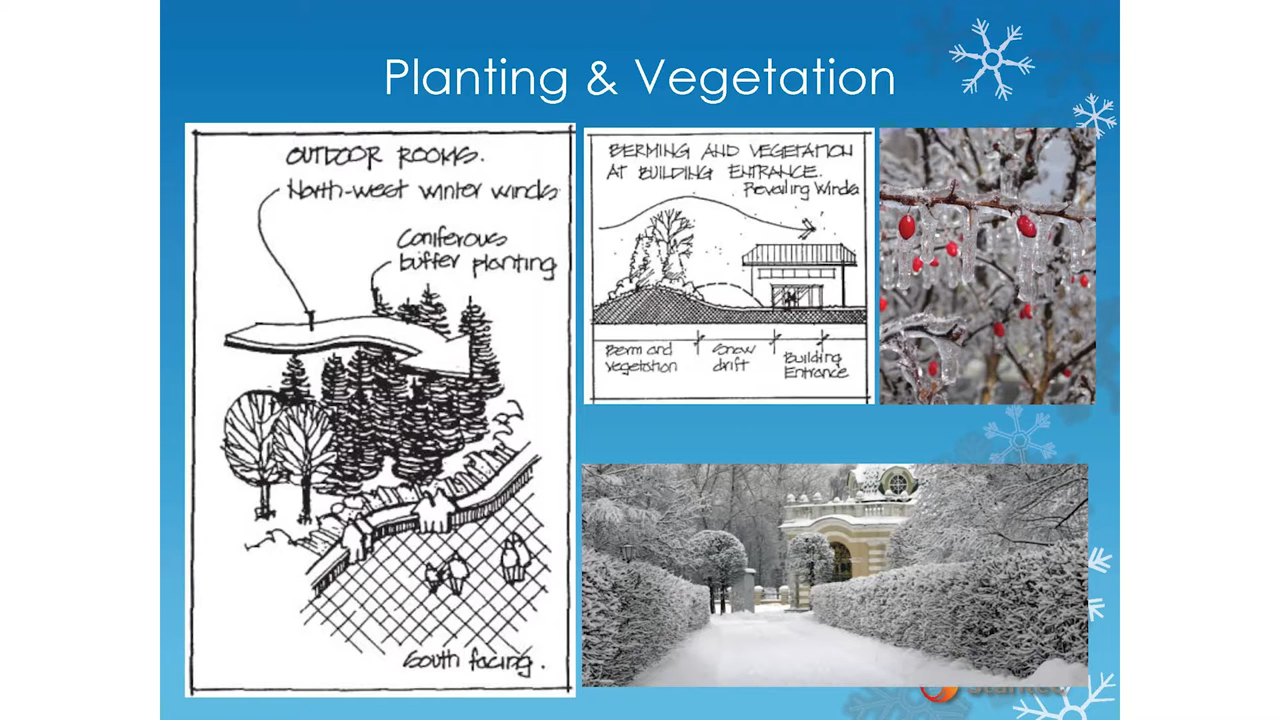 Planting & Vegetation
OUTDOOR ROOMS.
North-west winter winds
Coniferous
buffer planting
South facing.
BERMING AND VEGETATION
AT BUILDING ENTRANCE.
Prevailing Winds
Berm and
vegetation
Snow
drift
Building
Entrance